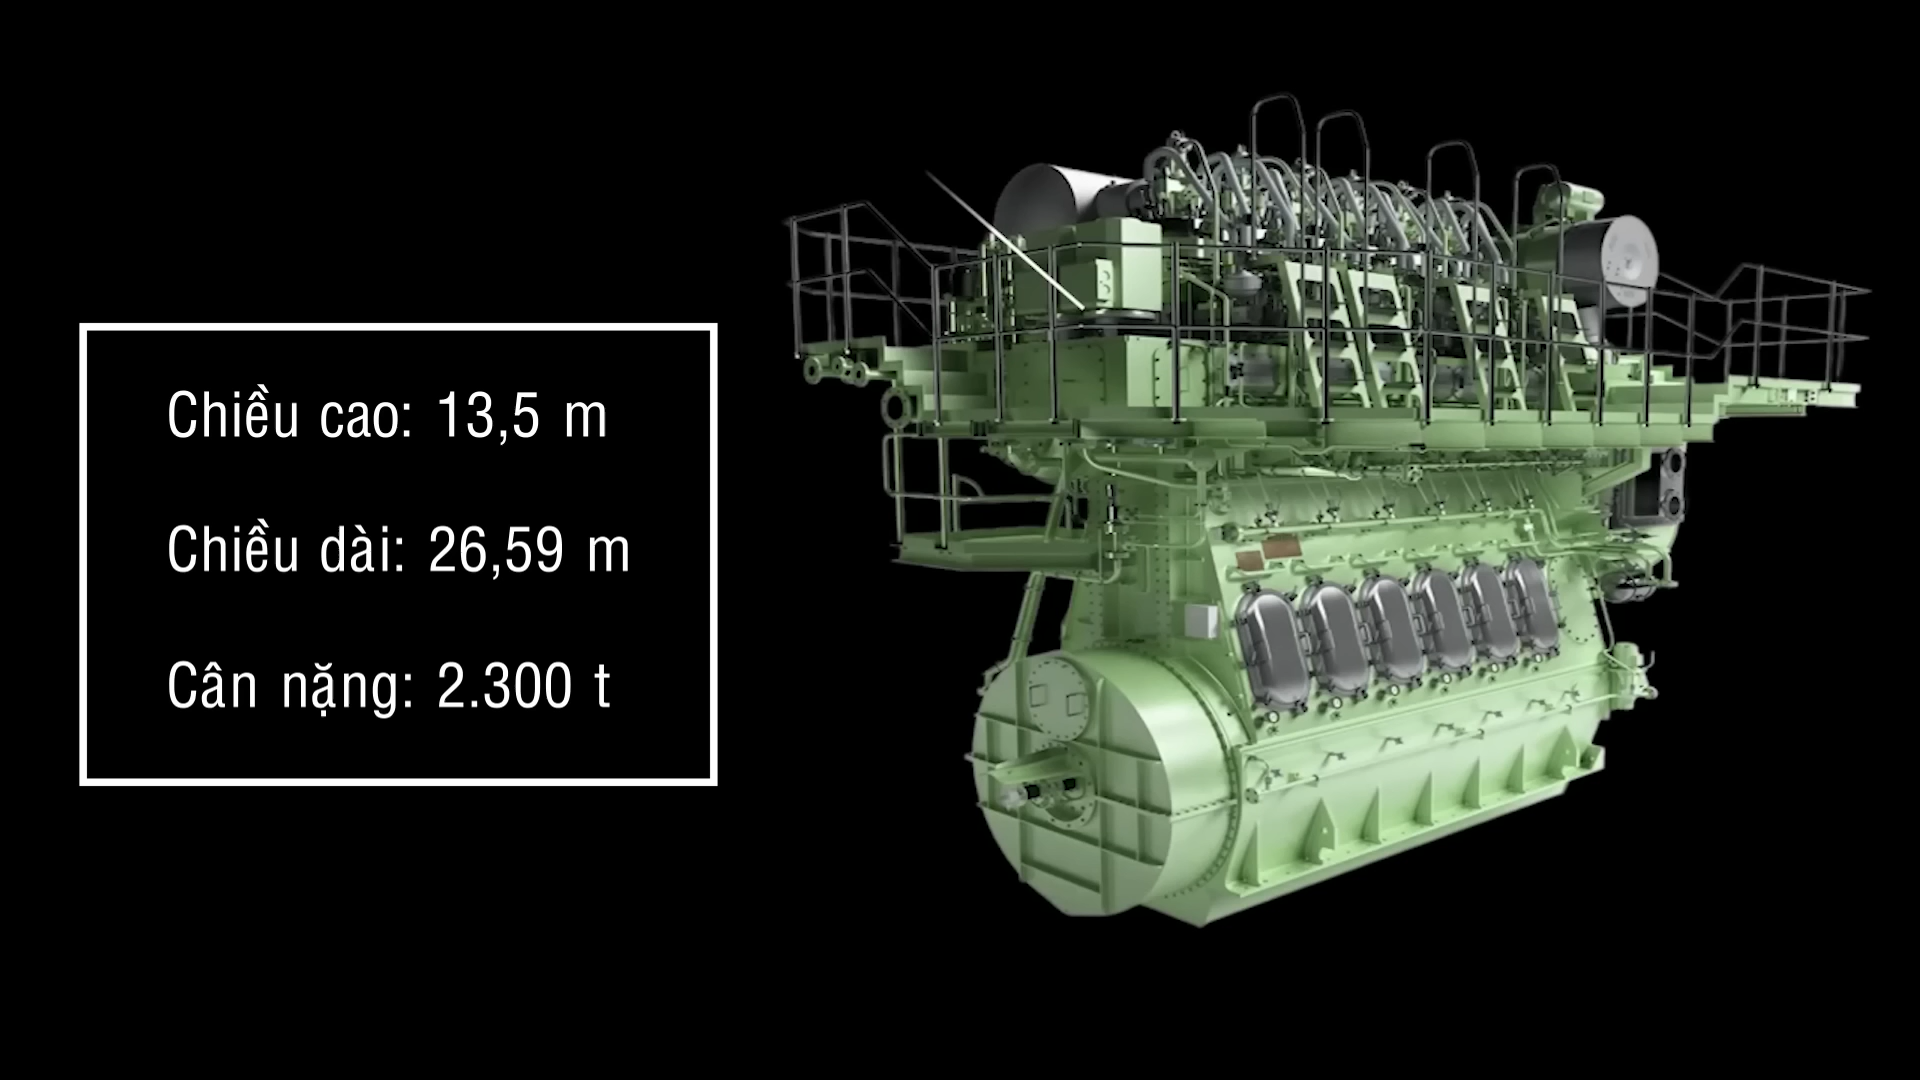 Chiều cao: 13,5 m
Chiều dài: 26,59 m
Cân nặng: 2.300 t